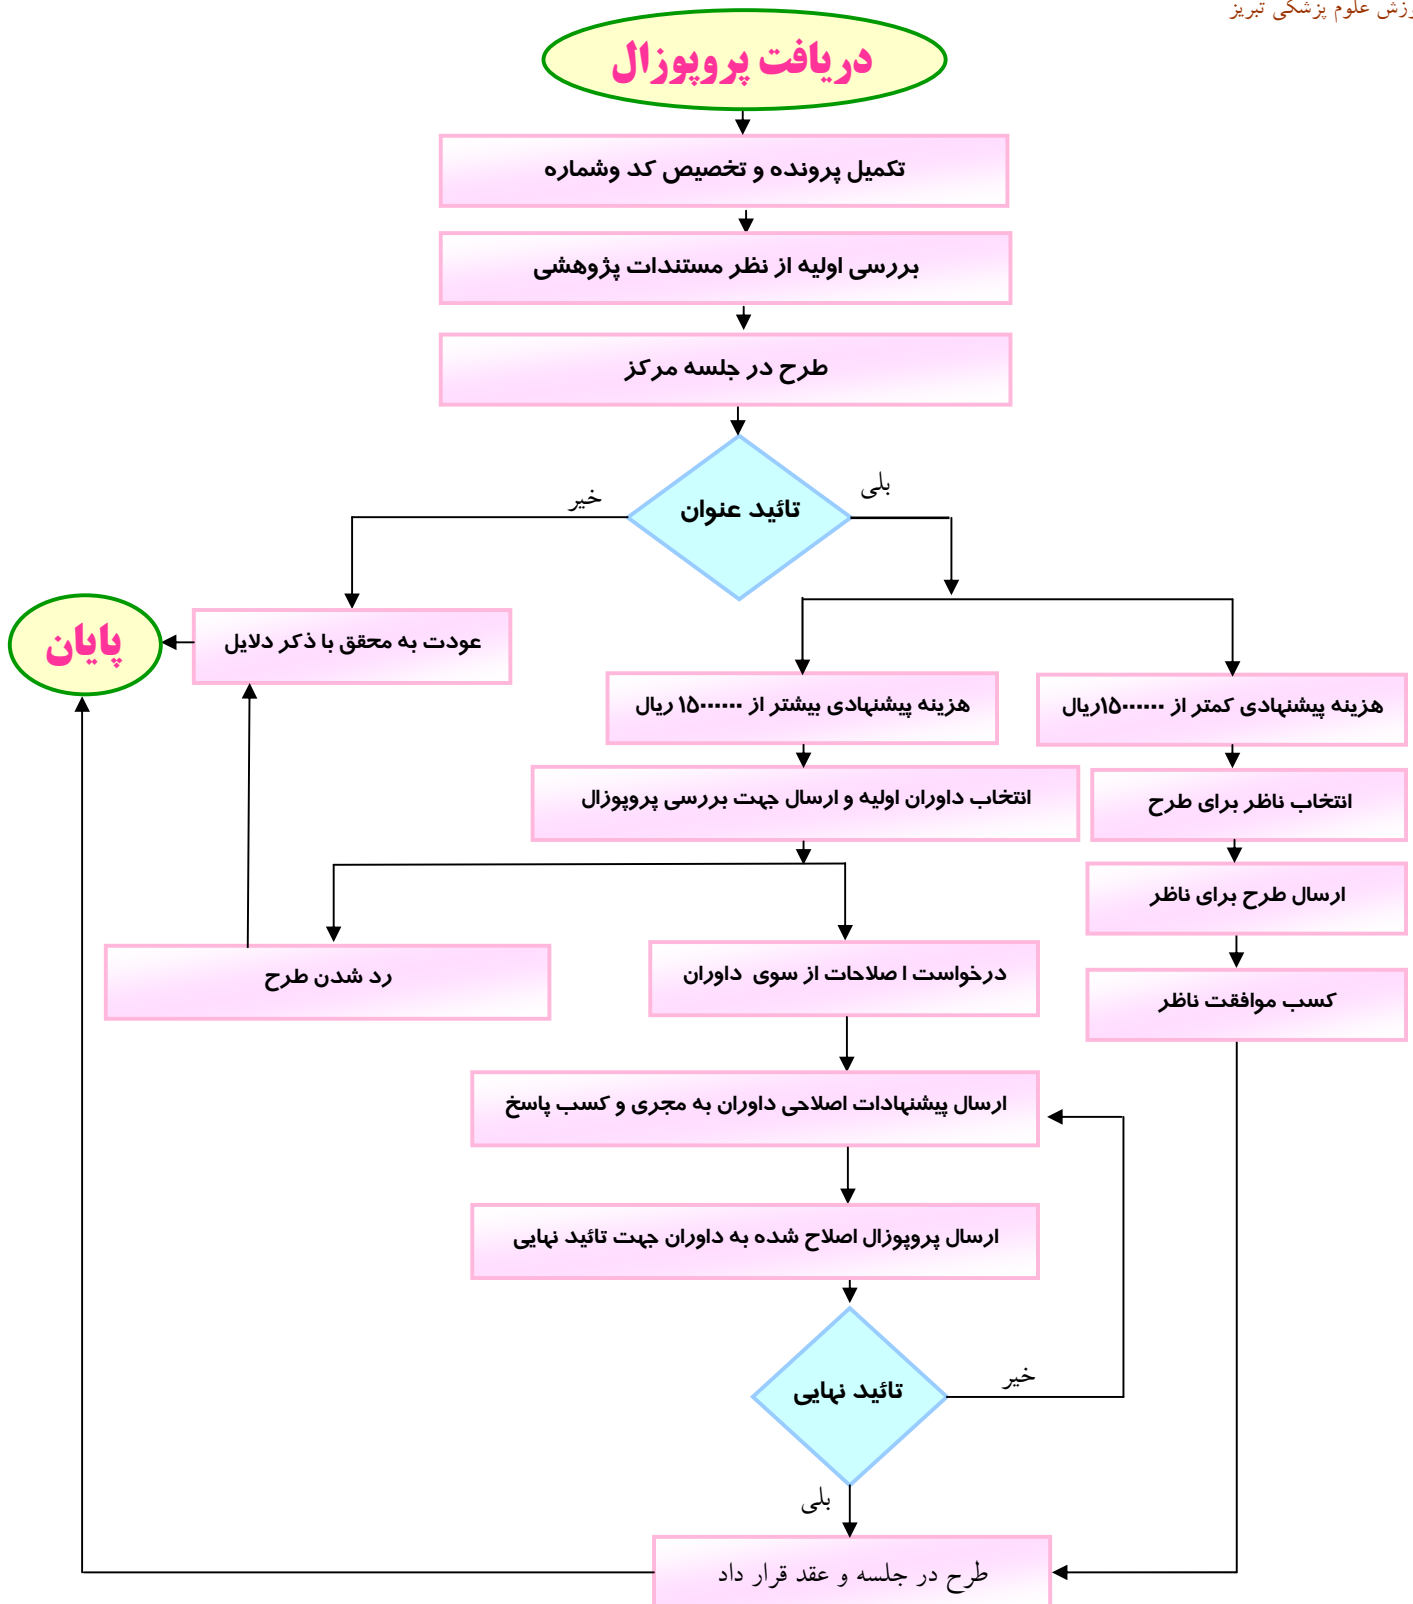 وزش علوم پزشکی تبریز
دریافت پروپوزال
تکمیل پرونده و تخصیص کد وشماره
بررسی اولیه از نظر مستندات پژوهشی
طرح در جلسه مرکز
تائید عنوان
بلی
خیر
عودت به محقق با ذکر دلایل
پایان
هزینه پیشنهادی کمتر از ۱۵۰۰۰۰۰۰ریال
هزینه پیشنهادی بیشتر از ۱۵۰۰۰۰۰۰ ریال
انتخاب ناظر برای طرح
انتخاب داوران اولیه و ارسال جهت بررسی پروپوزال
ارسال طرح برای ناظر
درخواست ا صلاحات از سوی داوران
رد شدن طرح
کسب موافقت ناظر
ارسال پیشنهادات اصلاحی داوران به مجری و کسب پاسخ
ارسال پروپوزال اصلاح شده به داوران جهت تائید نهایی
تائید نهایی
خیر
بلی
طرح در جلسه و عقد قرار داد